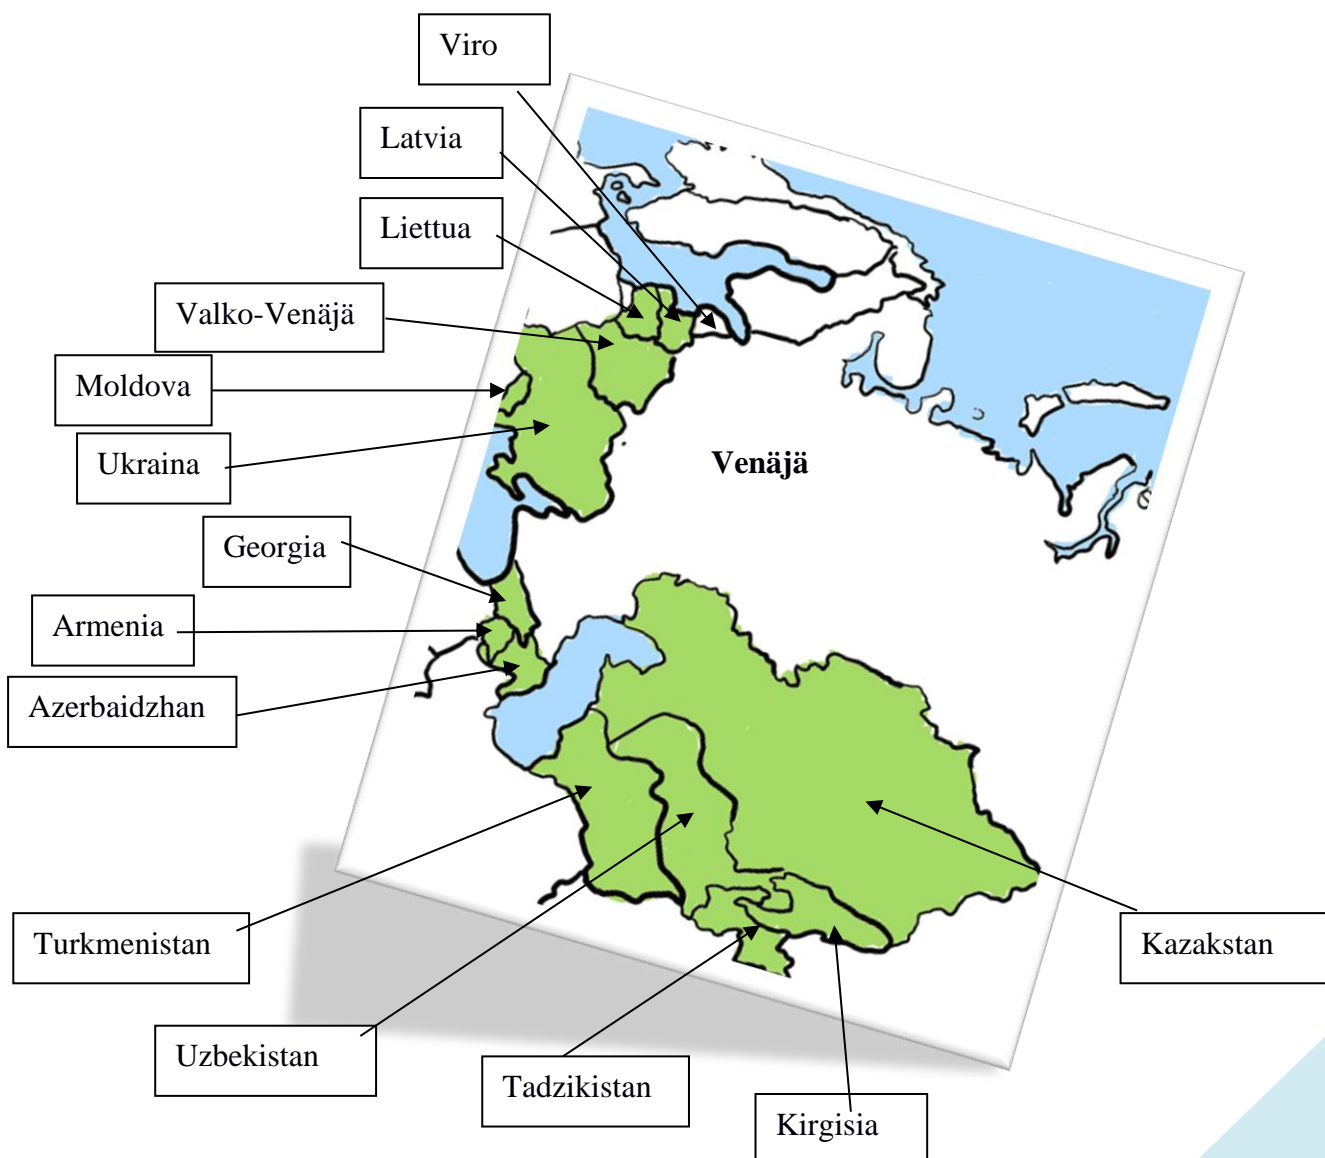 Viro
Latvia
Liettua
Valko-Venäjä
Moldova
Ukraina
Venäjä
Georgia
Armenia
Azerbaidzhan
Turkmenistan
Kazakstan
Uzbekistan
Tadzikistan
Kirgisia